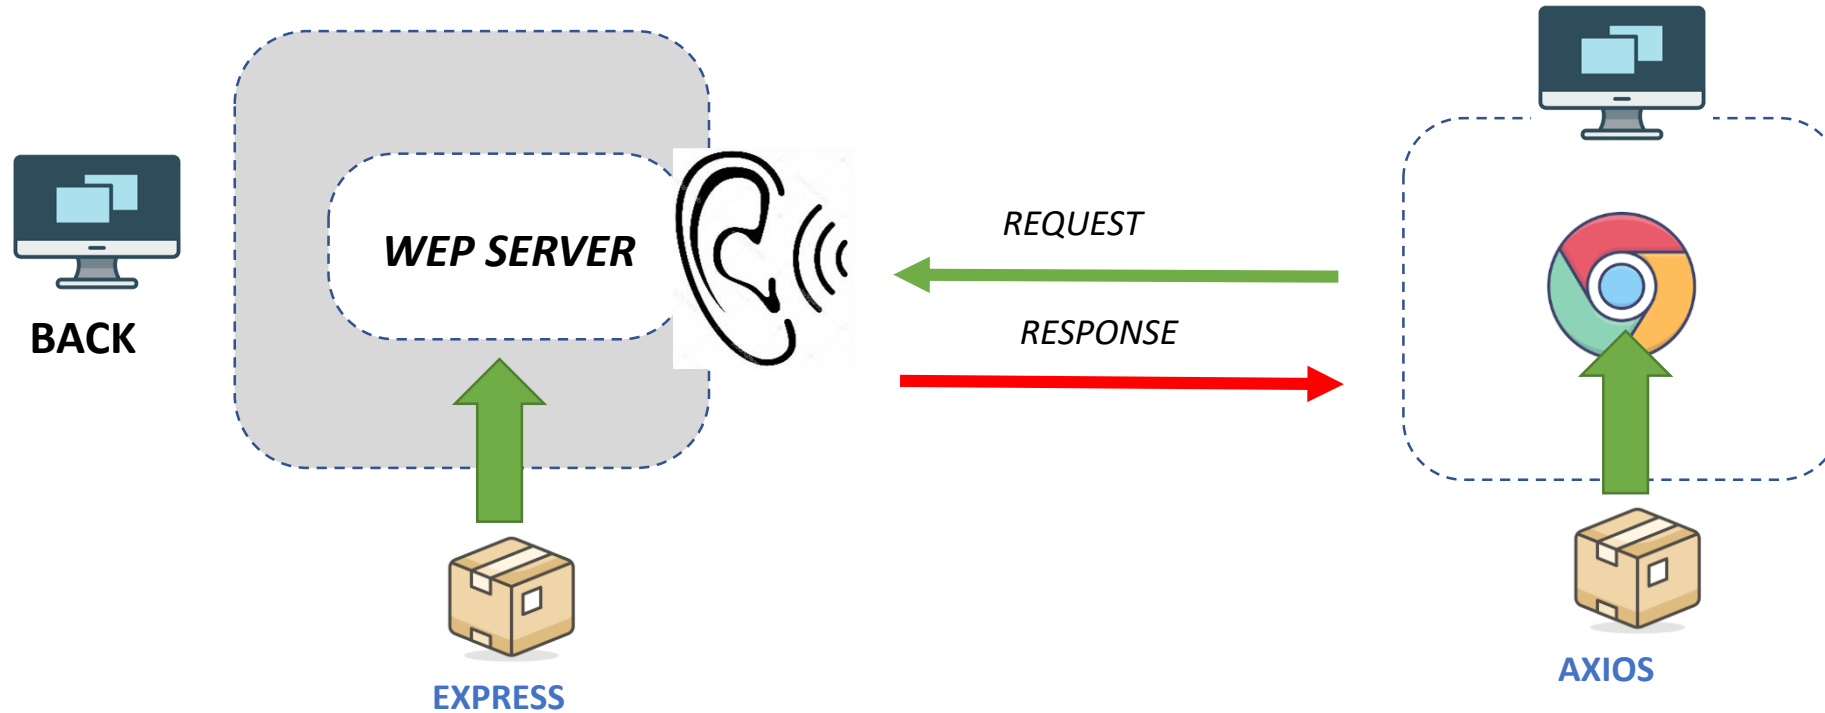 WEP SERVER
REQUEST
BACK
RESPONSE
AXIOS
EXPRESS